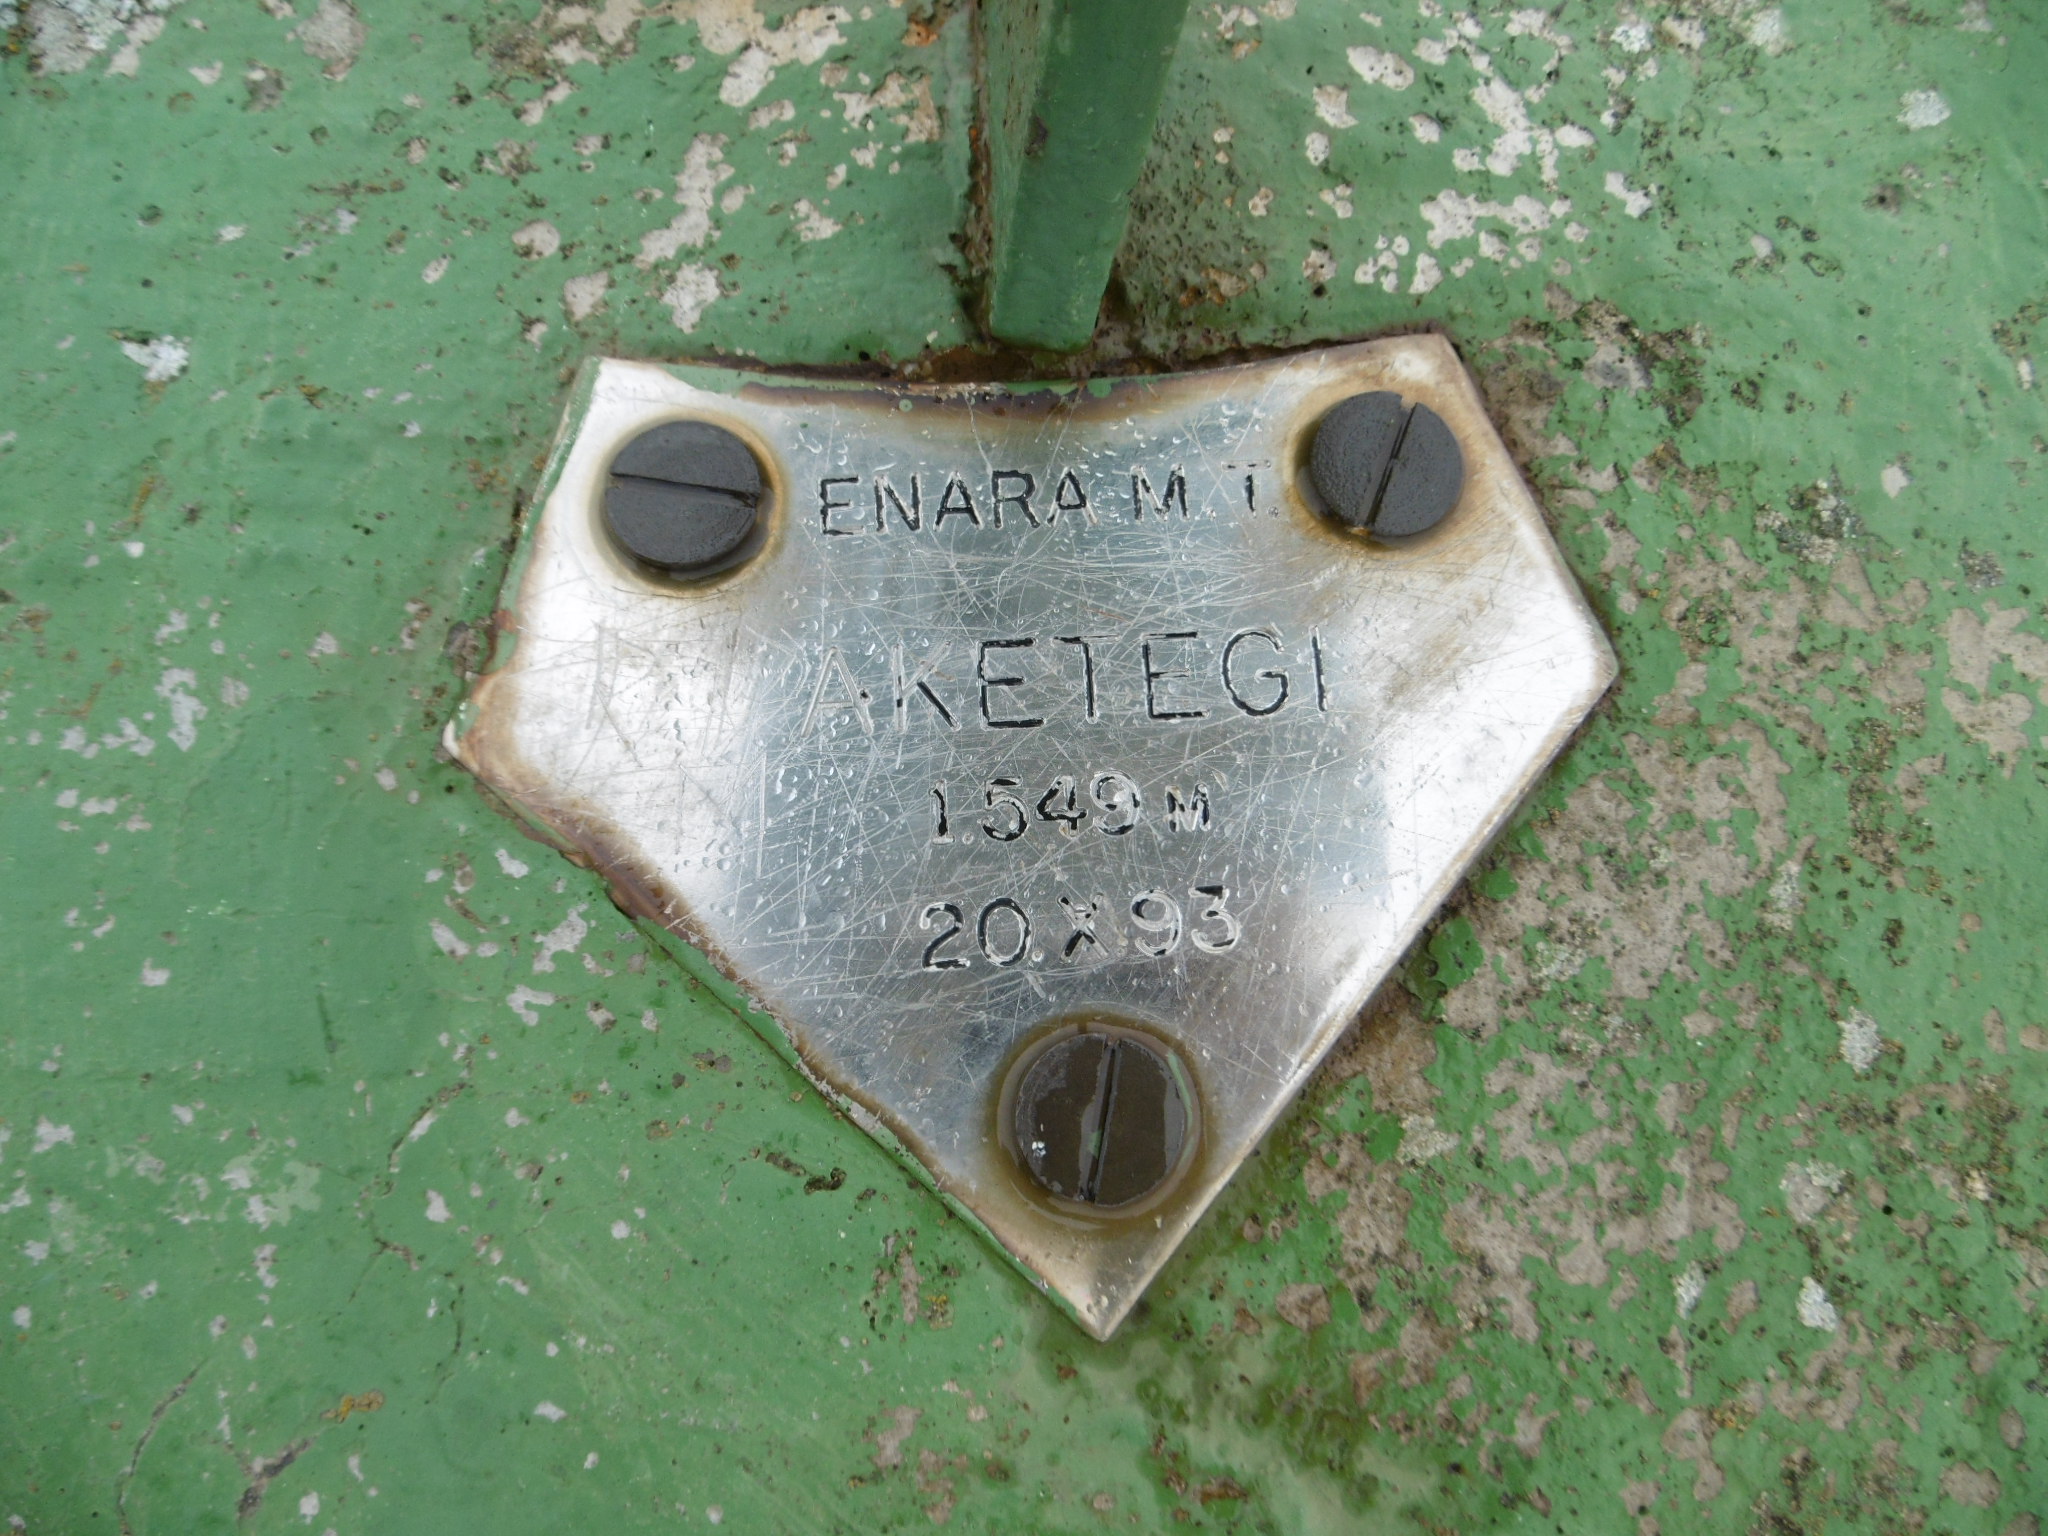 ENARA M.T.
AKETEGI
1.549 M
20.X 93